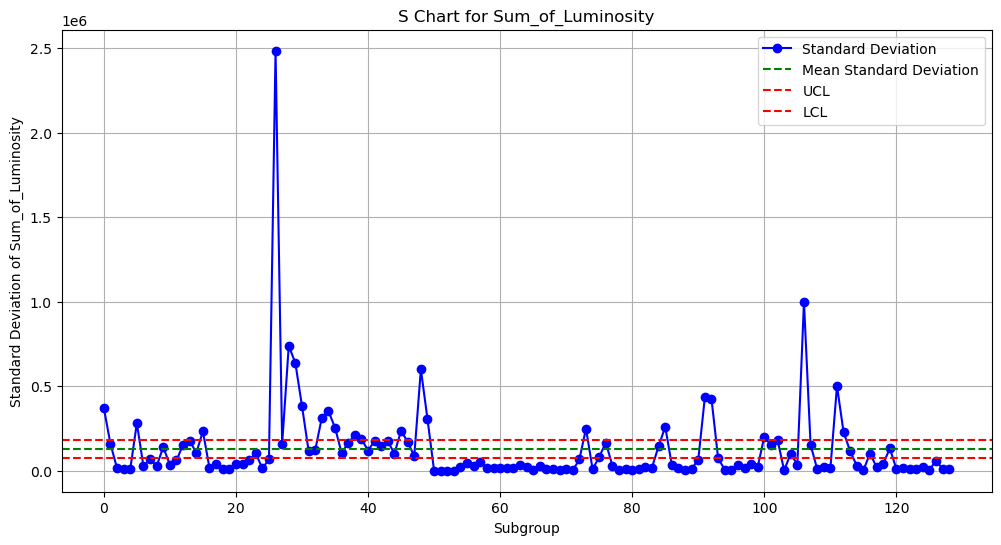 S Chart for Sum_of_Luminosity
1e6
Standard Deviation
Mean Standard Deviation
UCL
LCL
Standard Deviation of Sum_of_Luminosity
2.5
2.0
1.5
1.0
0.5
0.0
0 20 40 60 80 100 120
Subgroup